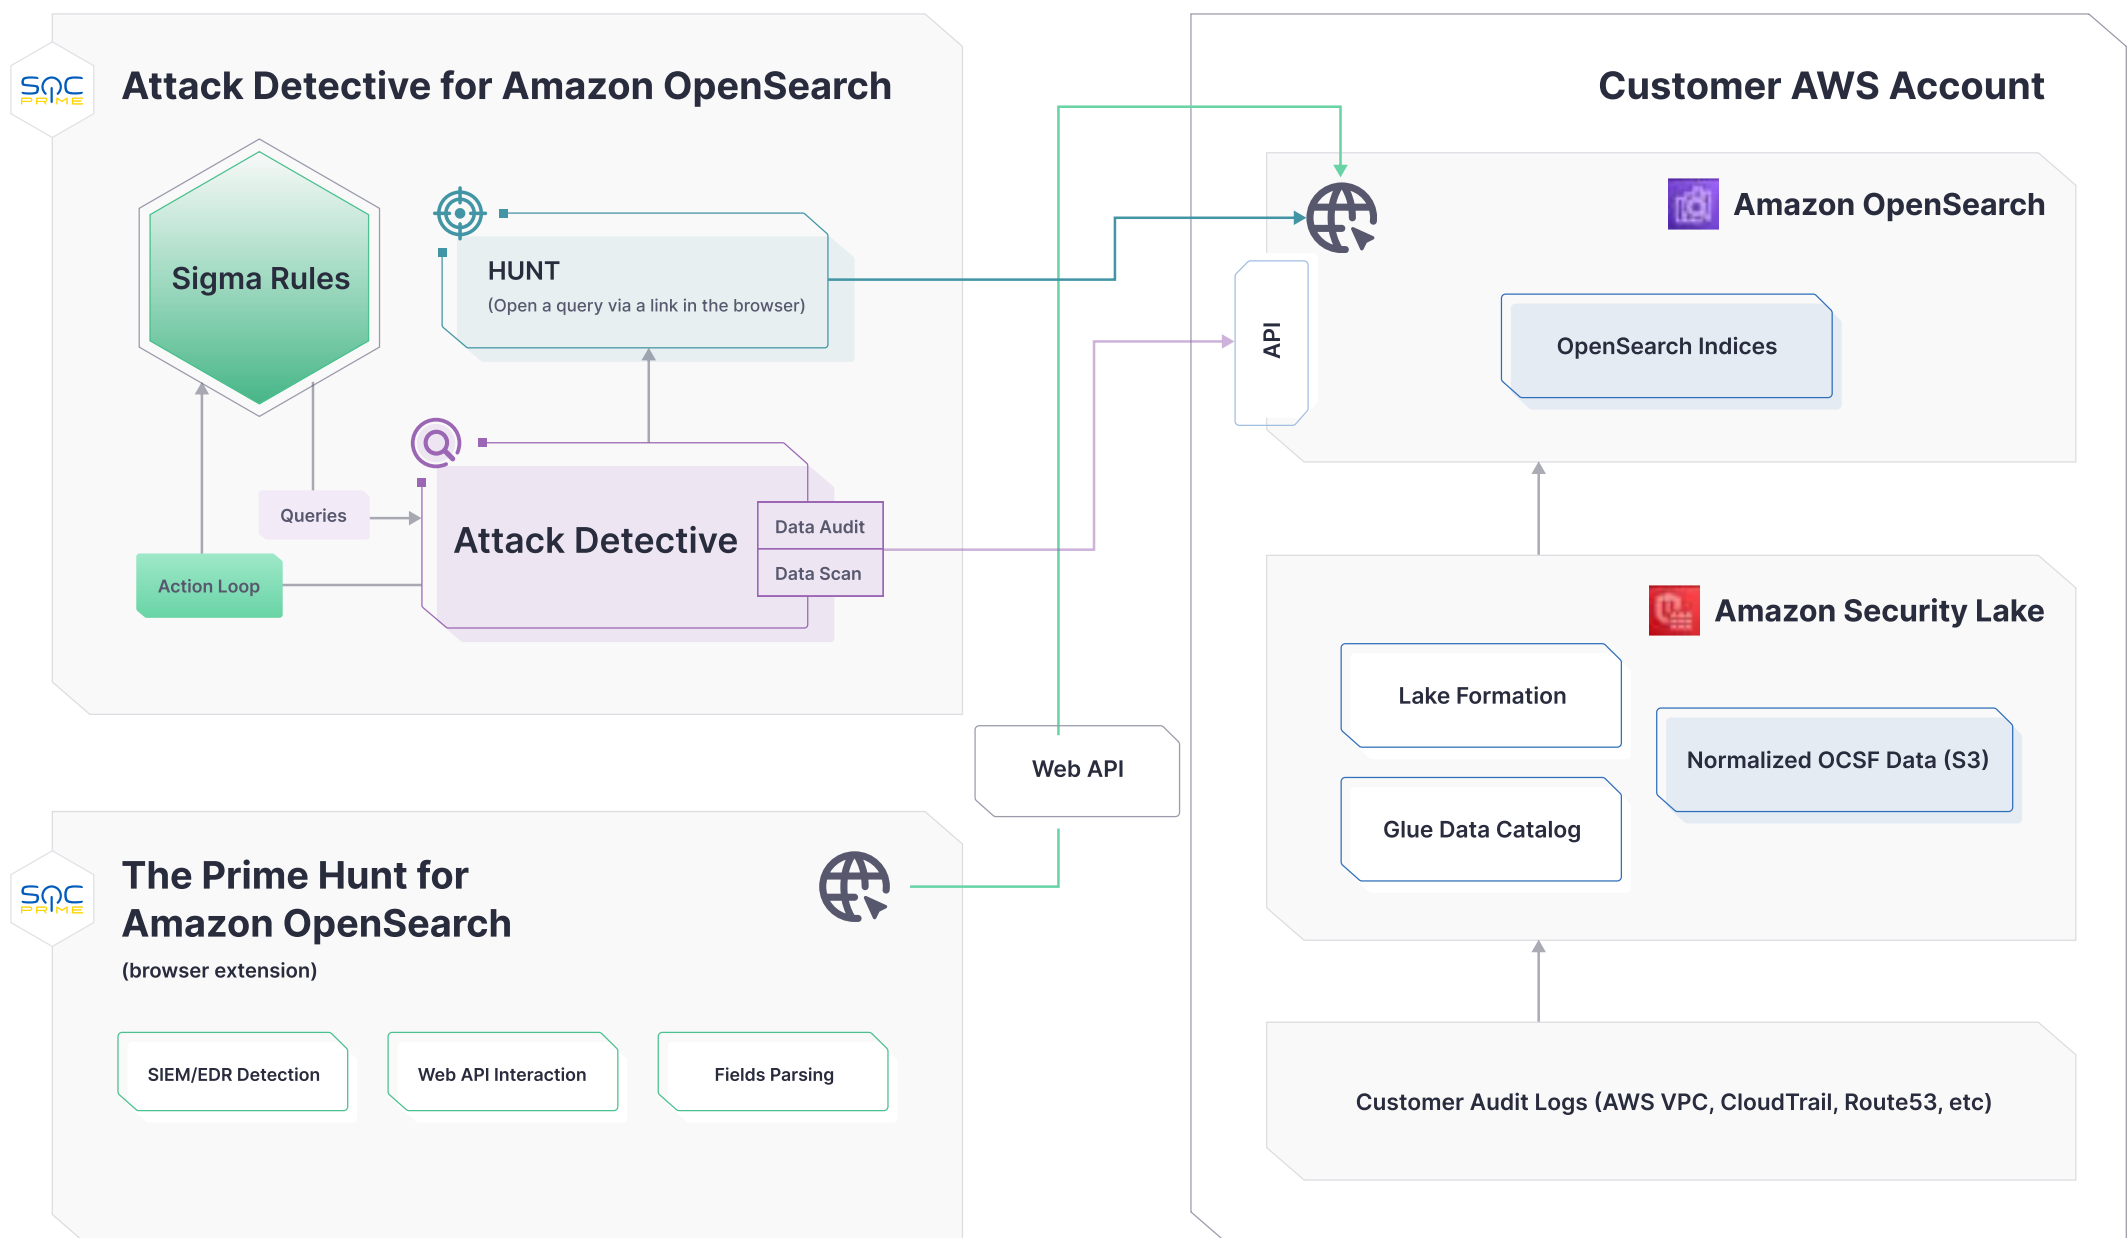 SOC
PRIME
Attack Detective for Amazon OpenSearch
Sigma Rules
HUNT
(Open a query via a link in the browser)
Queries
Action Loop
Attack Detective
Data Audit
Data Scan
Web API
SOC
PRIME
The Prime Hunt for
Amazon OpenSearch
(browser extension)
SIEM/EDR Detection
Web API Interaction
Fields Parsing
Customer AWS Account
Amazon OpenSearch
API
OpenSearch Indices
Amazon Security Lake
Lake Formation
Normalized OCSF Data (S3)
Glue Data Catalog
Customer Audit Logs (AWS VPC, CloudTrail, Route53, etc)